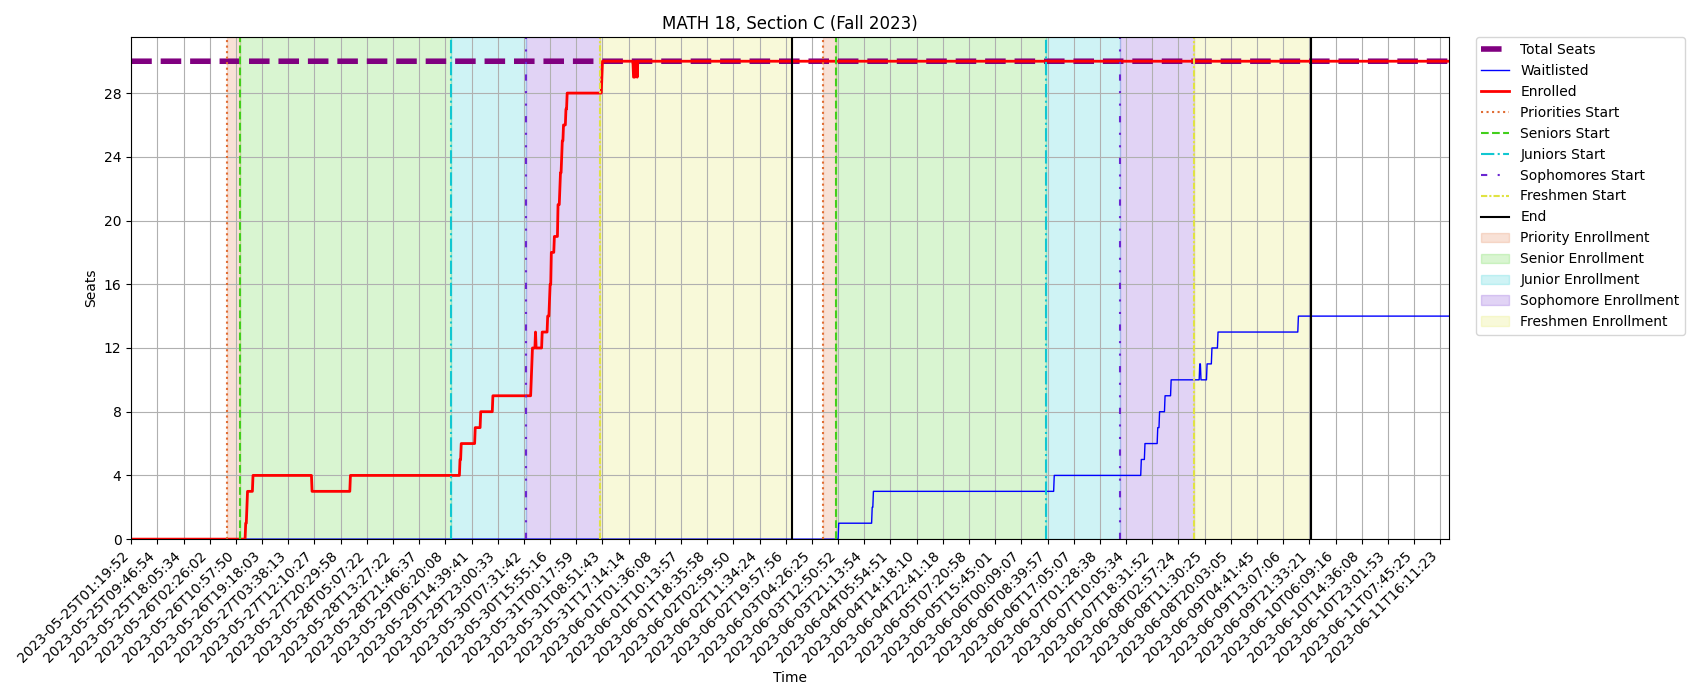 MATH 18, Section C (Fall 2023)
Total Seats
Waitlisted
Enrolled
Priorities Start
Seniors Start
Juniors Start
Sophomores Start
Freshmen Start
End
Priority Enrollment
Senior Enrollment
Junior Enrollment
Sophomore Enrollment
Freshmen Enrollment
Seats
28
24
20
16
12
8
4
0
2023-05-25T01:19:52
2023-05-25T09:46:54
2023-05-25T18:05:34
2023-05-26T02:26:02
2023-05-26T10:57:50
2023-05-26T19:18:03
2023-05-27T03:38:13
2023-05-27T12:10:27
2023-05-27T20:29:58
2023-05-28T05:07:22
2023-05-28T13:27:22
2023-05-28T21:46:37
2023-05-29T06:20:08
2023-05-29T14:39:41
2023-05-29T23:00:33
2023-05-30T07:31:42
2023-05-30T15:55:16
2023-05-31T00:17:59
2023-05-31T08:51:43
2023-05-31T17:14:14
2023-06-01T01:36:08
2023-06-01T10:13:57
2023-06-01T18:35:58
2023-06-02T02:59:50
2023-06-02T11:34:24
2023-06-02T19:57:56
2023-06-03T04:26:25
2023-06-03T12:50:52
2023-06-03T21:13:54
2023-06-04T05:54:51
2023-06-04T14:18:10
2023-06-04T22:41:18
2023-06-05T07:20:58
2023-06-05T15:45:01
2023-06-06T00:09:07
2023-06-06T08:39:57
2023-06-06T17:05:07
2023-06-07T01:28:38
2023-06-07T10:05:34
2023-06-07T18:31:52
2023-06-08T02:57:24
2023-06-08T11:30:25
2023-06-08T20:03:05
2023-06-09T04:41:45
2023-06-09T13:07:06
2023-06-09T21:33:21
2023-06-10T06:09:16
2023-06-10T14:36:08
2023-06-10T23:01:53
2023-06-11T07:45:25
2023-06-11T16:11:23
Time